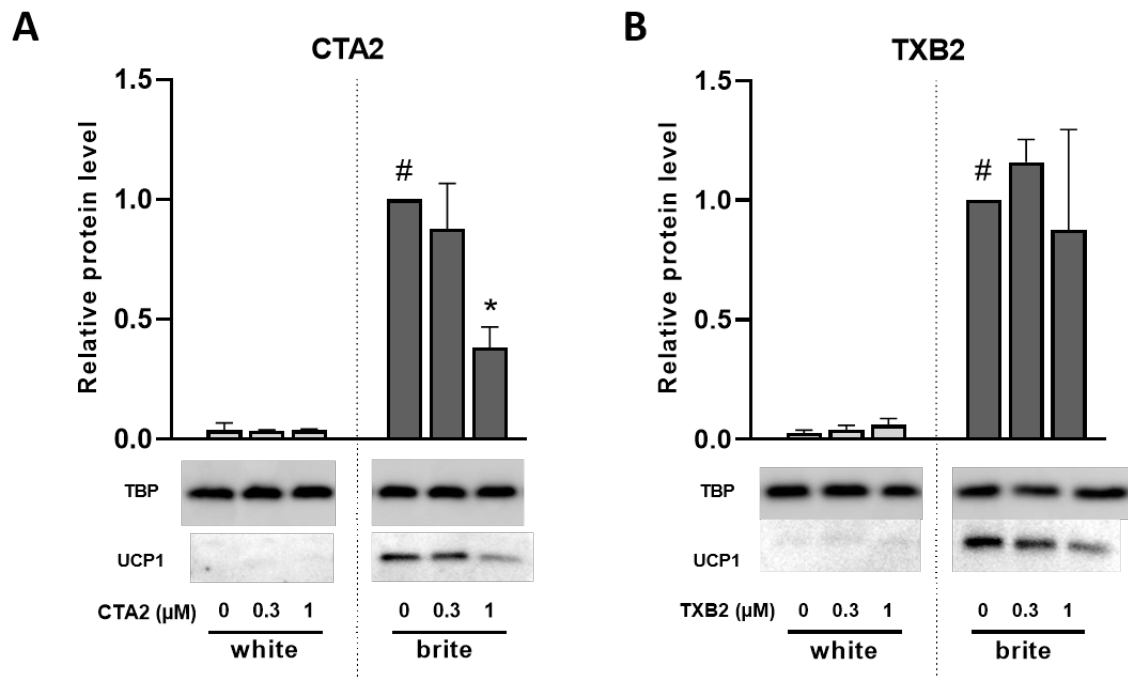 A
CTA2
Relative protein level
1.5
1.0
0.5
0.0
#
*
TBP
UCP1
CTA2 (µM) 0 0.3 1 0 0.3 1
white brite
B
TXB2
Relative protein level
1.5
1.0
0.5
0.0
#
TBP
UCP1
TXB2 (µM) 0 0.3 1 0 0.3 1
white brite